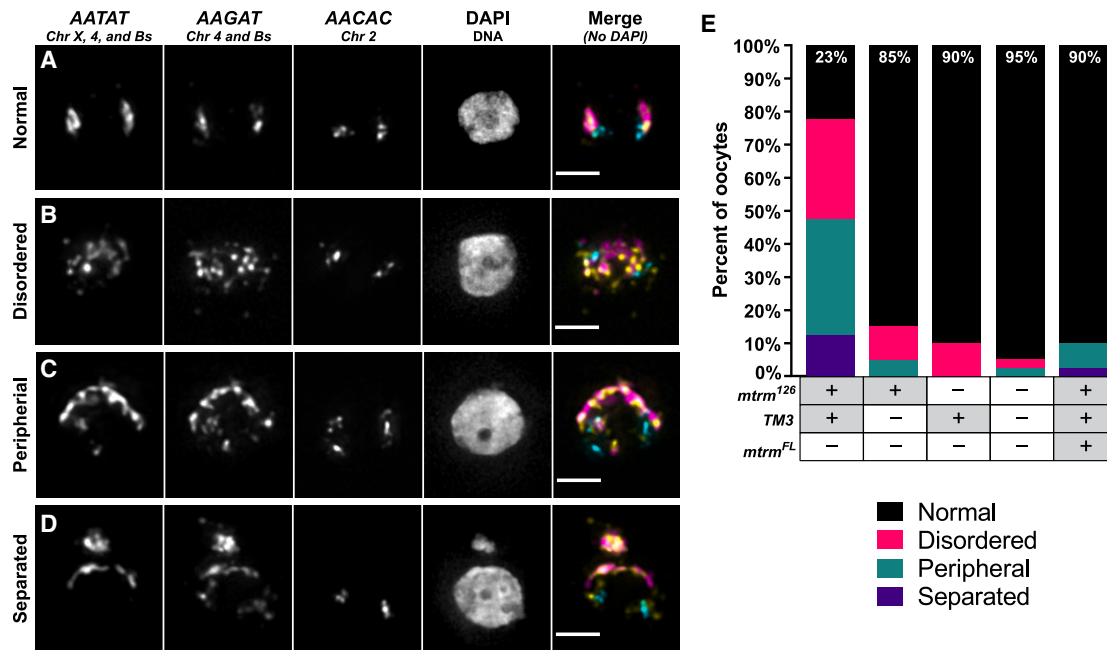 AATAT AAGAT AACAC DAPI Merge
Chr X, 4, and Bs Chr 4 and Bs Chr 2 DNA (No DAPI)
A
Normal
B
Disordered
C
Peripheral
D
Separated
E
Percent of oocytes
100%
90%
80%
70%
60%
50%
40%
30%
20%
10%
0%
23% 85% 90% 95% 90%
mtrm¹²⁶ + + − − +
TM3 + − + − +
mtrmFL − − − − +
Normal
Disordered
Peripheral
Separated